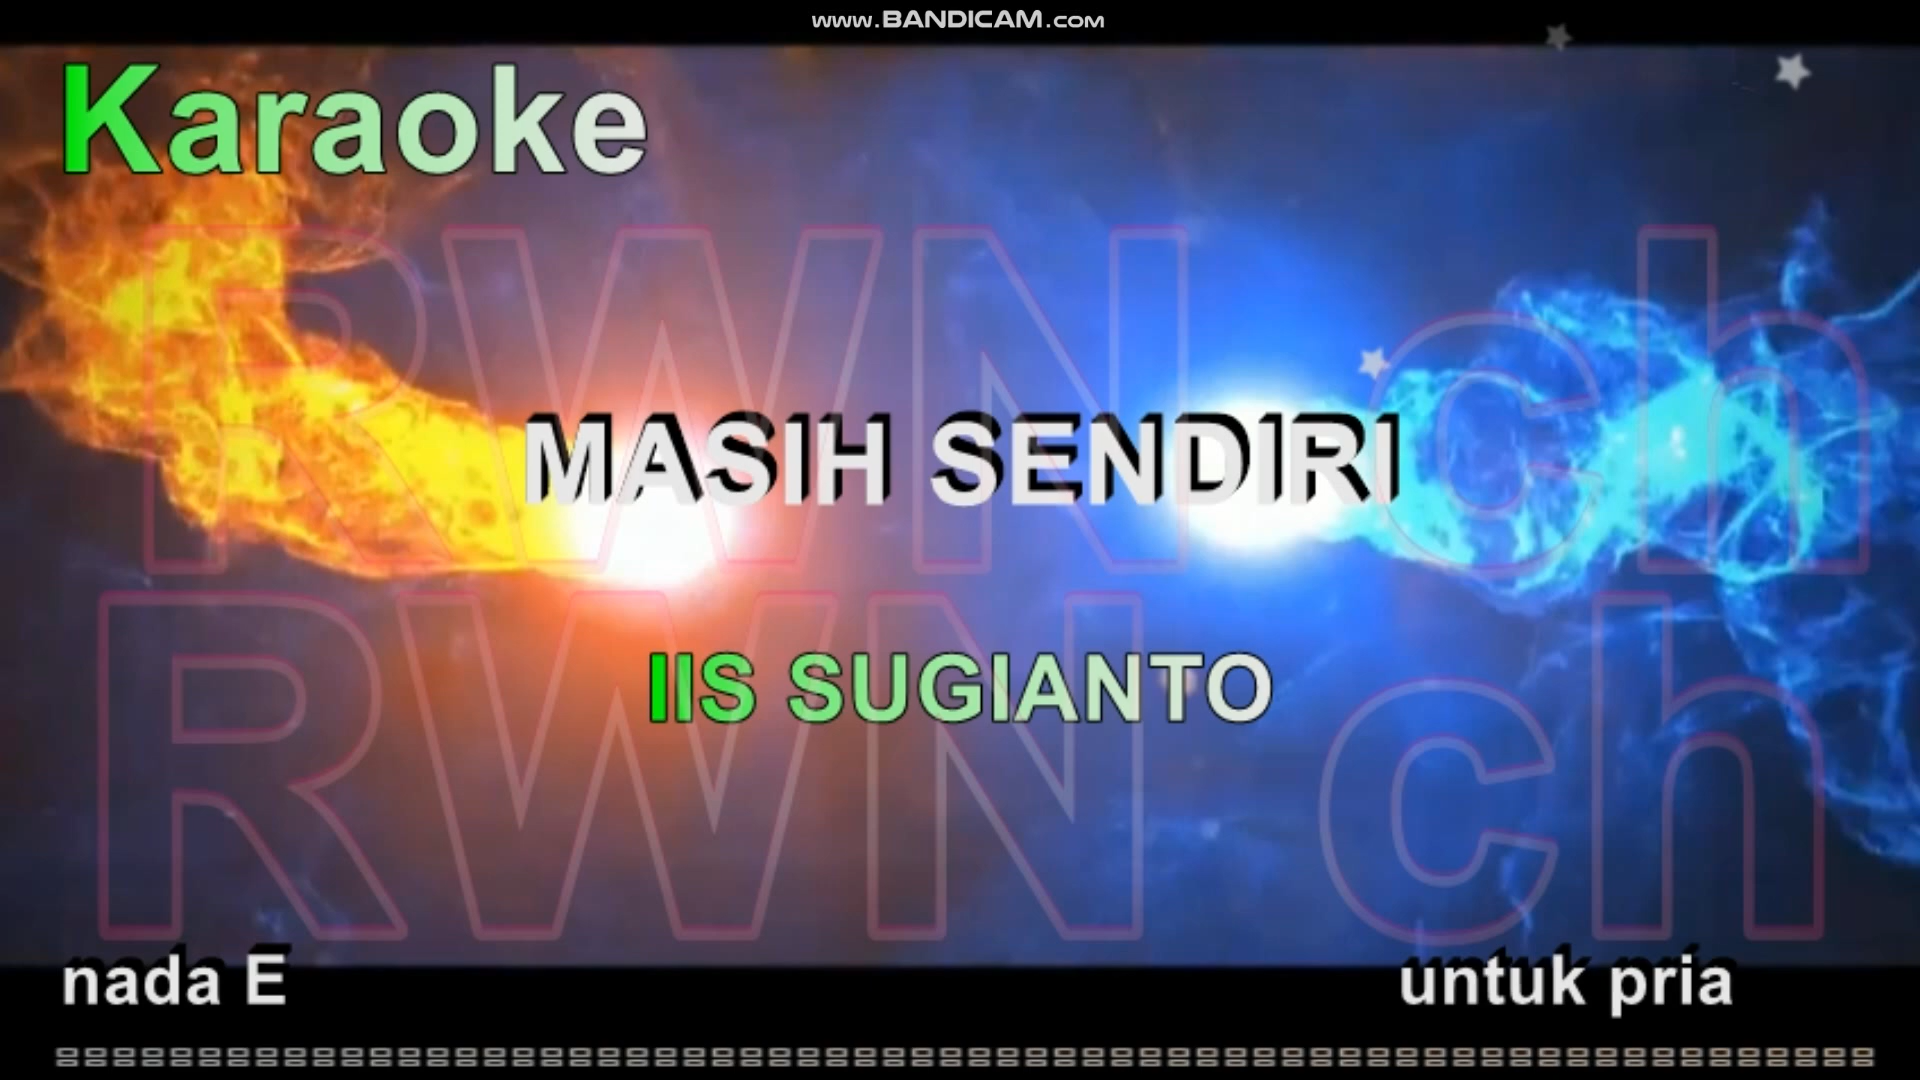 www.BANDICAM.com
Karaoke
RWN ch
MASIH SENDIRI
RWN ch
IIS SUGIANTO
nada E
untuk pria